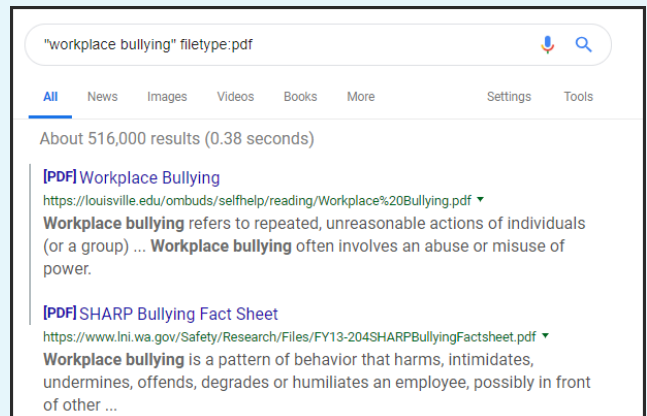 "workplace bullying" filetype:pdf
All News Images Videos Books More Settings Tools
About 516,000 results (0.38 seconds)
[PDF] Workplace Bullying
https://louisville.edu/ombuds/selfhelp/reading/Workplace%20Bullying.pdf
Workplace bullying refers to repeated, unreasonable actions of individuals
(or a group) ... Workplace bullying often involves an abuse or misuse of
power.
[PDF] SHARP Bullying Fact Sheet
https://www.lni.wa.gov/Safety/Research/Files/FY13-204SHARPBullyingFactsheet.pdf
Workplace bullying is a pattern of behavior that harms, intimidates,
undermines, offends, degrades or humiliates an employee, possibly in front
of other ...